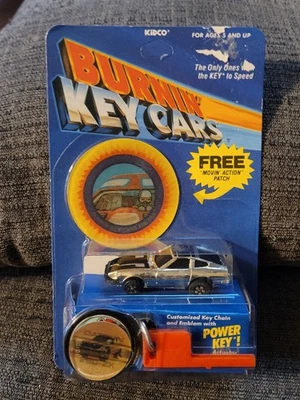 KIDCO
FOR AGES 5 AND UP
The Only Ones
the KEY to Speed
BURNIN'
KEY CARS
FREE
"MOVIN' ACTION"
PATCH
Customized Key Chain
and Emblem with
POWER
KEY'!
Actuator